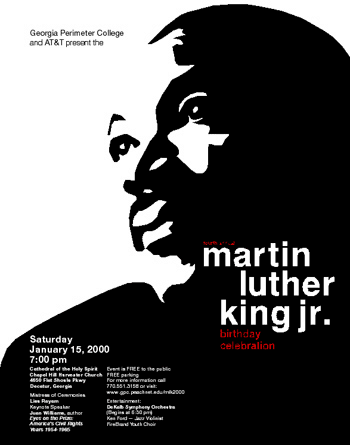 Georgia Perimeter College
and AT&T present the
martin
luther
king jr.
birthday
celebration
Saturday
January 15, 2000
7:00 pm
Cathedral of the Holy Spirit
Chapel Hill Harvester Church
4650 Flat Shoals Pkwy
Decatur, Georgia
Mistress of Ceremonies
Lisa Rayam
Keynote Speaker
Juan Williams, author
Eyes on the Prize:
America's Civil Rights
Years 1954-1965
Event is FREE to the public
FREE parking
For more information call
770.551.3158 or visit:
www.gpc.peachnet.edu/mlk2000
Entertainment:
DeKalb Symphony Orchestra
(Begins at 6:30 pm)
Ken Ford — Jazz Violinist
FireBrand Youth Choir